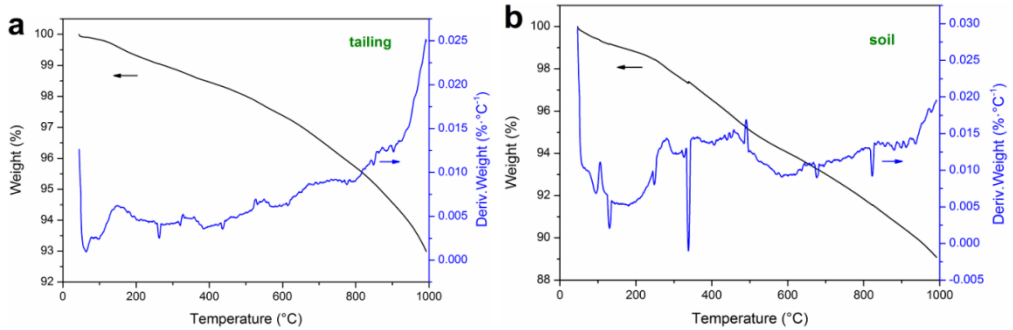 a
tailing
100
99
98
97
96
95
94
93
92
Weight (%)
0.025
0.020
0.015
0.010
0.005
0.000
Deriv.Weight (%·°C⁻¹)
0 200 400 600 800 1000
Temperature (°C)
b
soil
100
98
96
94
92
90
88
Weight (%)
0.030
0.025
0.020
0.015
0.010
0.005
0.000
-0.005
Deriv.Weight (%·°C⁻¹)
0 200 400 600 800 1000
Temperature (°C)